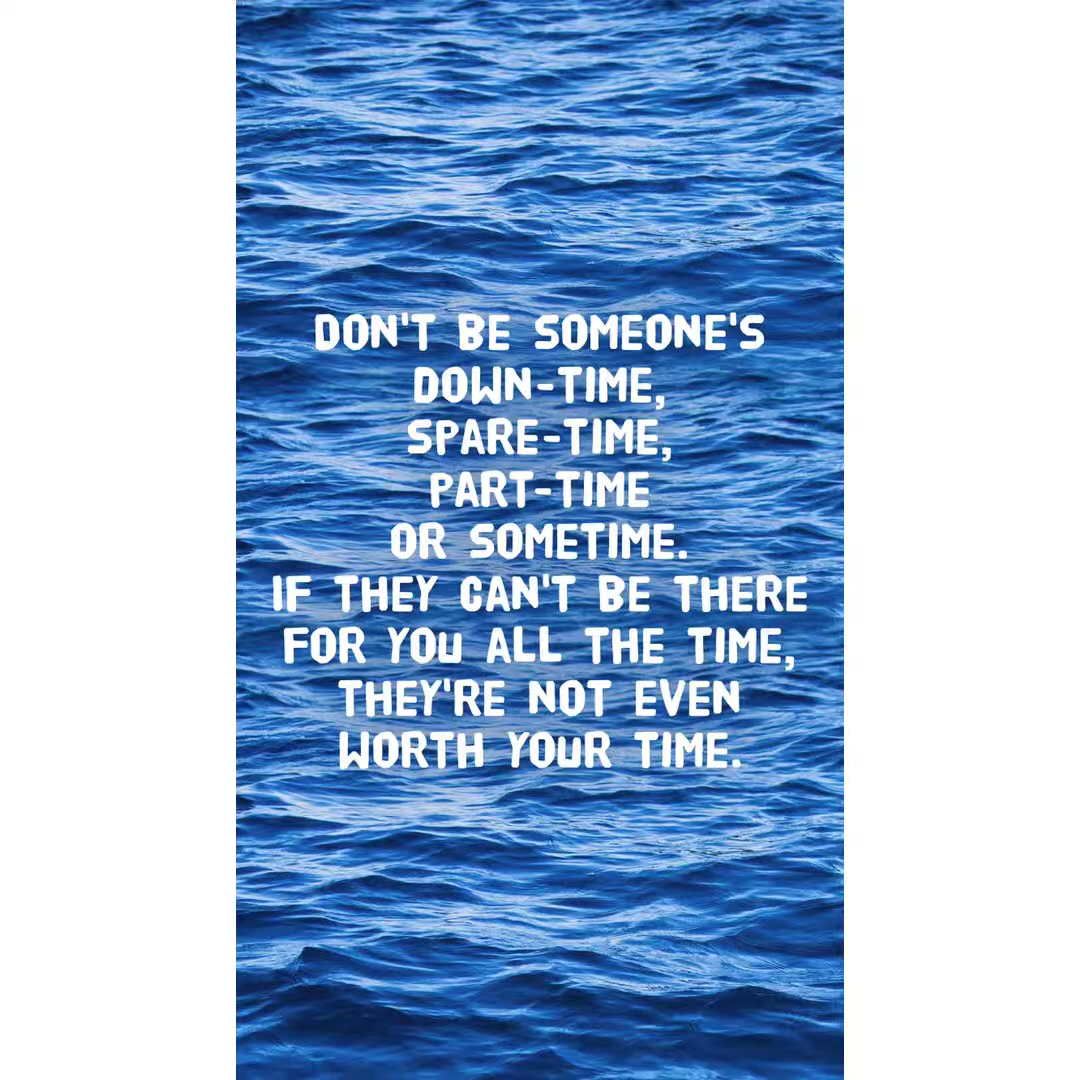 DON'T BE SOMEONE'S
DOWN-TIME,
SPARE-TIME,
PART-TIME
OR SOMETIME.
IF THEY CAN'T BE THERE
FOR YOU ALL THE TIME,
THEY'RE NOT EVEN
WORTH YOUR TIME.